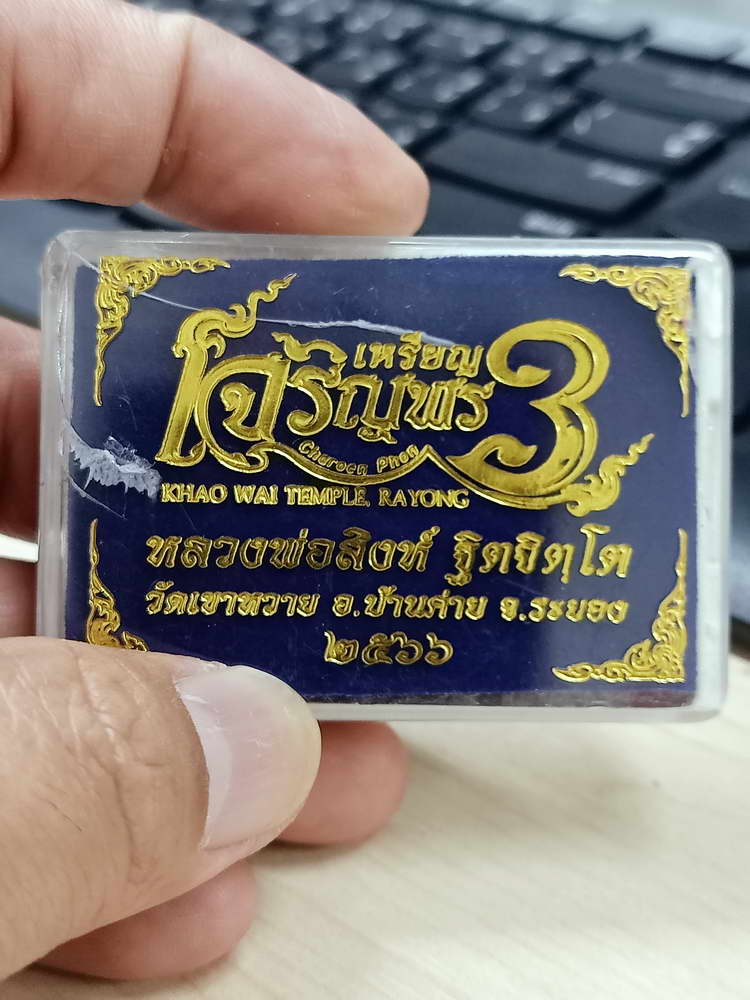 เหรียญ
เจริญพร 3
Charoen Phon
KHAO WAI TEMPLE, RAYONG
หลวงพ่อสิงห์ ฐิตจิตฺโต
วัดเขาหวาย อ.บ้านค่าย จ.ระยอง
๒๕๖๖